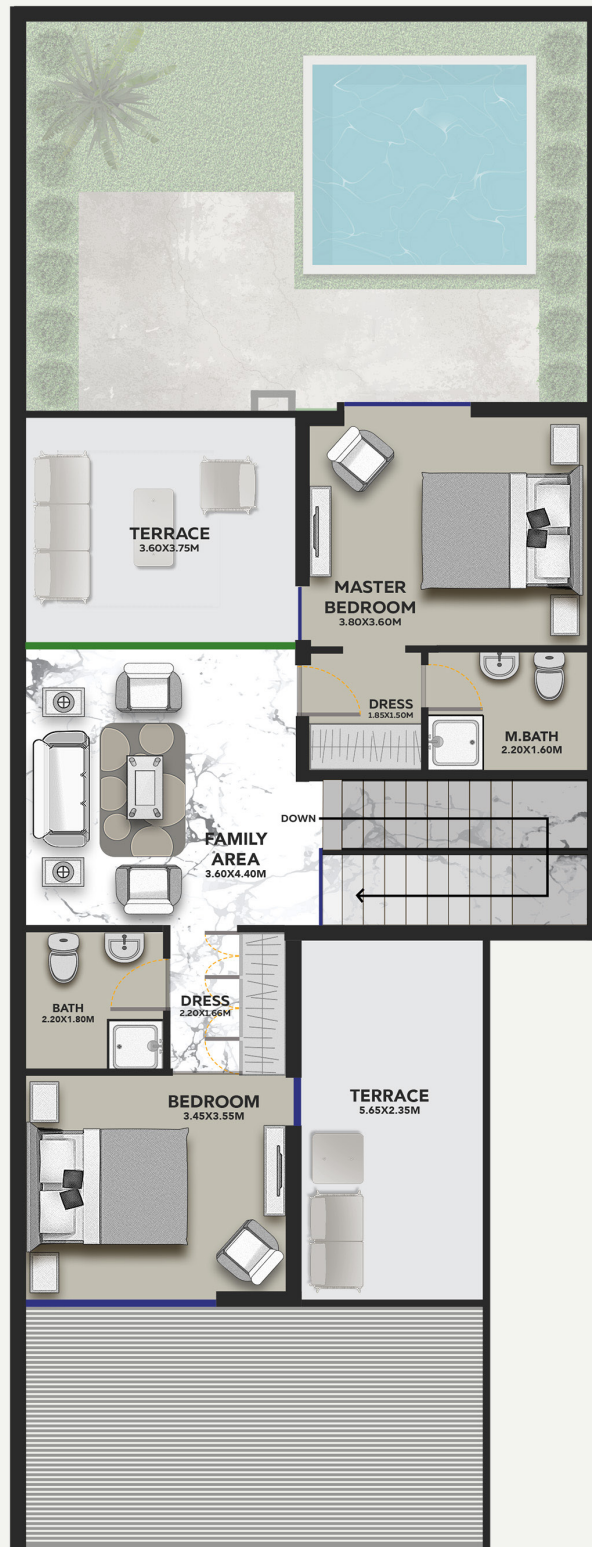 TERRACE
3.60X3.75M
MASTER
BEDROOM
3.80X3.60M
DRESS
1.85X1.50M
M.BATH
2.20X1.60M
DOWN
FAMILY
AREA
3.60X4.40M
BATH
2.20X1.80M
DRESS
2.20X1.66M
BEDROOM
3.45X3.55M
TERRACE
5.65X2.35M